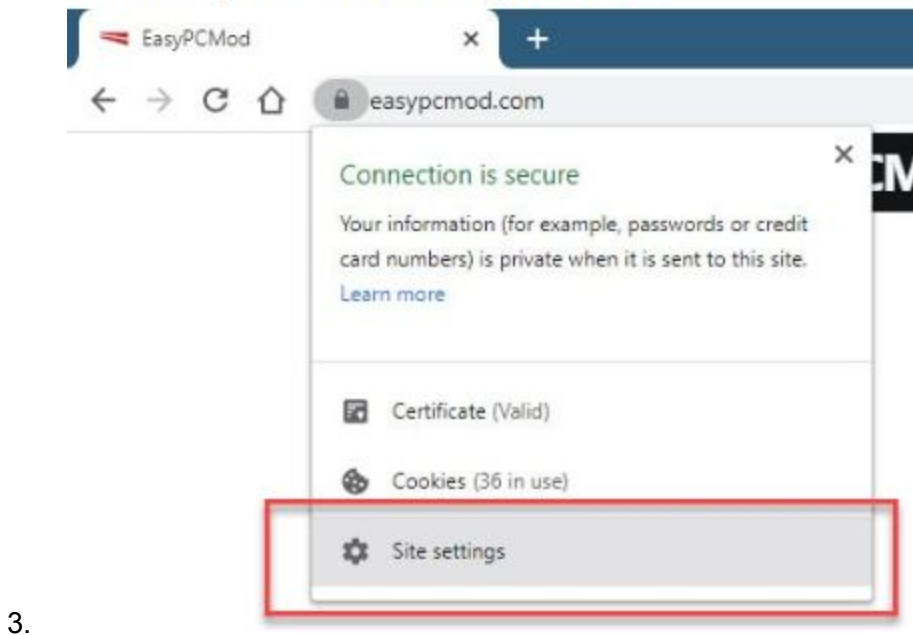 EasyPCMod
easypcmod.com
Connection is secure
Your information (for example, passwords or credit
card numbers) is private when it is sent to this site.
Learn more
Certificate (Valid)
Cookies (36 in use)
Site settings
3.